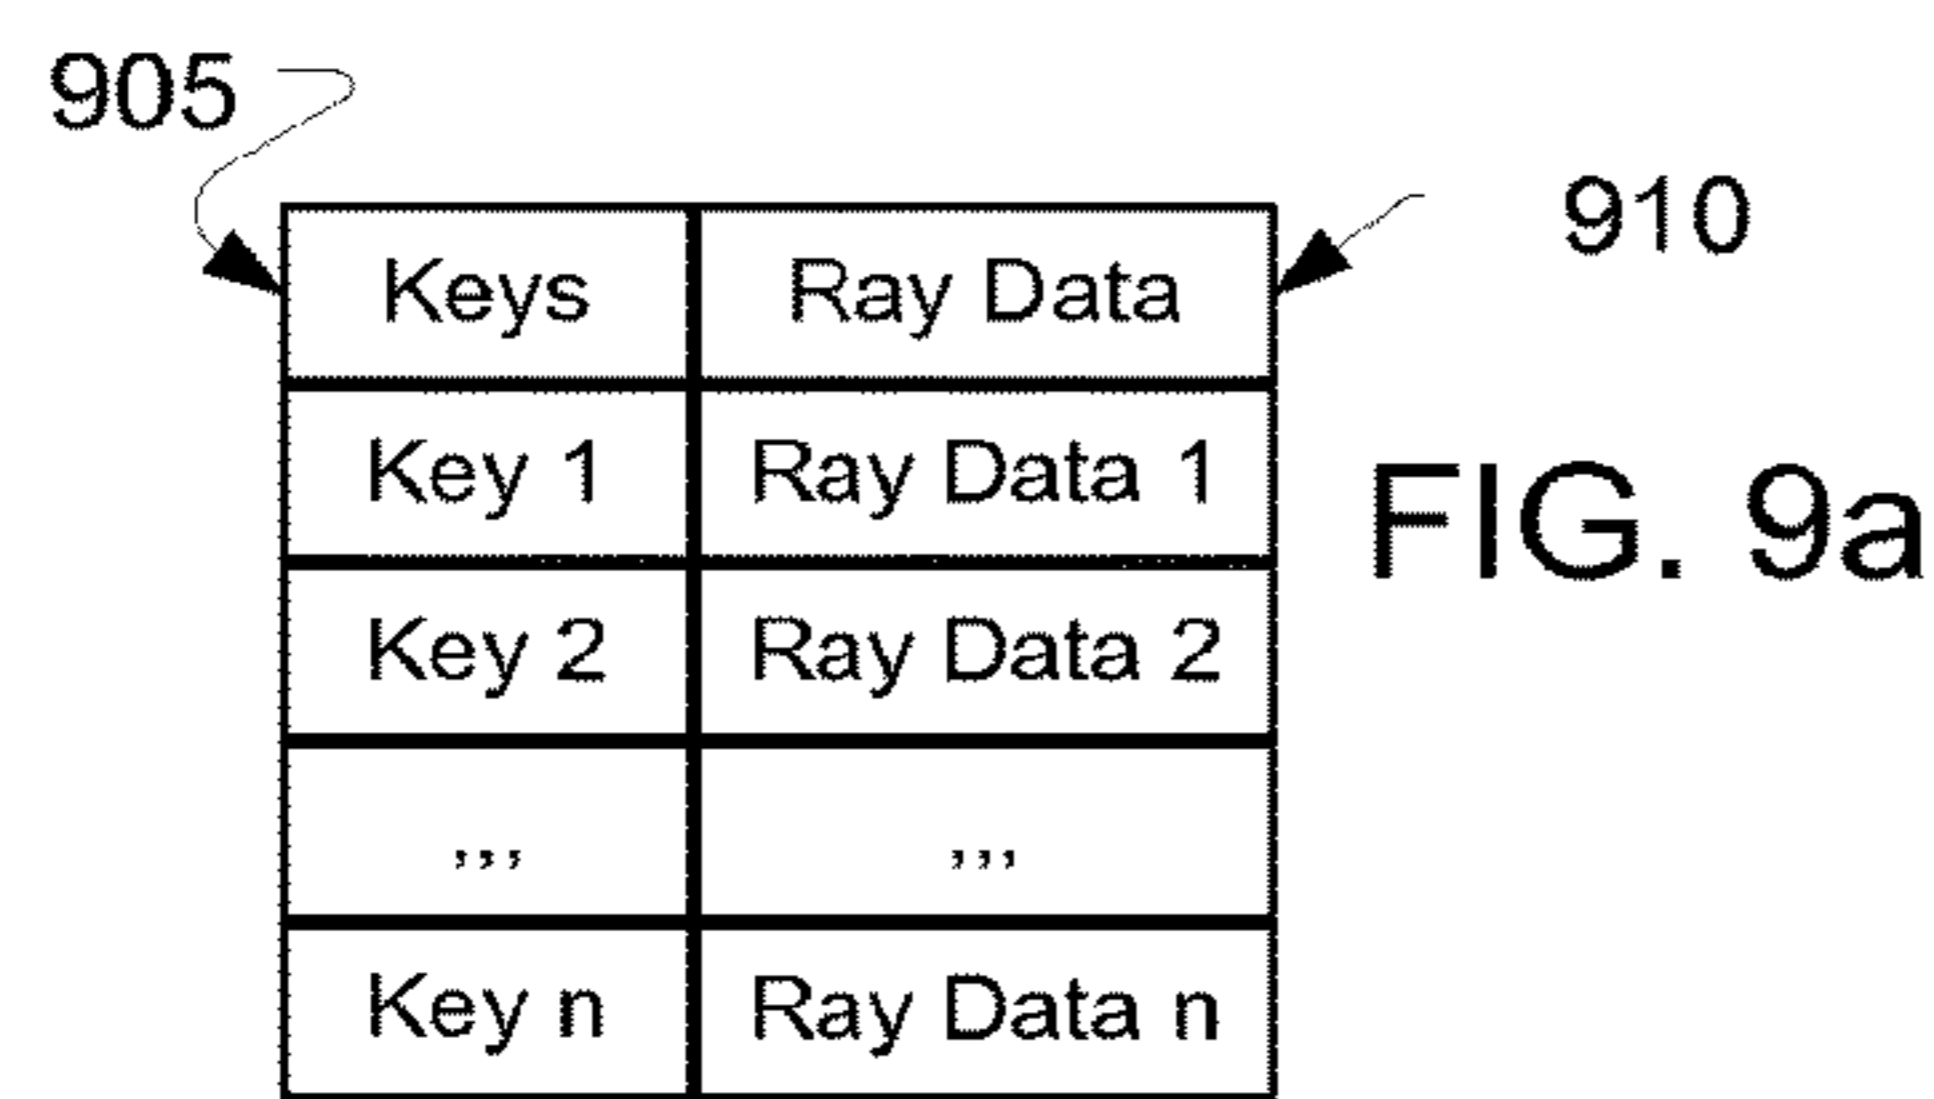 905
910
Keys Ray Data
Key 1 Ray Data 1
FIG. 9a
Key 2 Ray Data 2
,,, ,,,
Key n Ray Data n